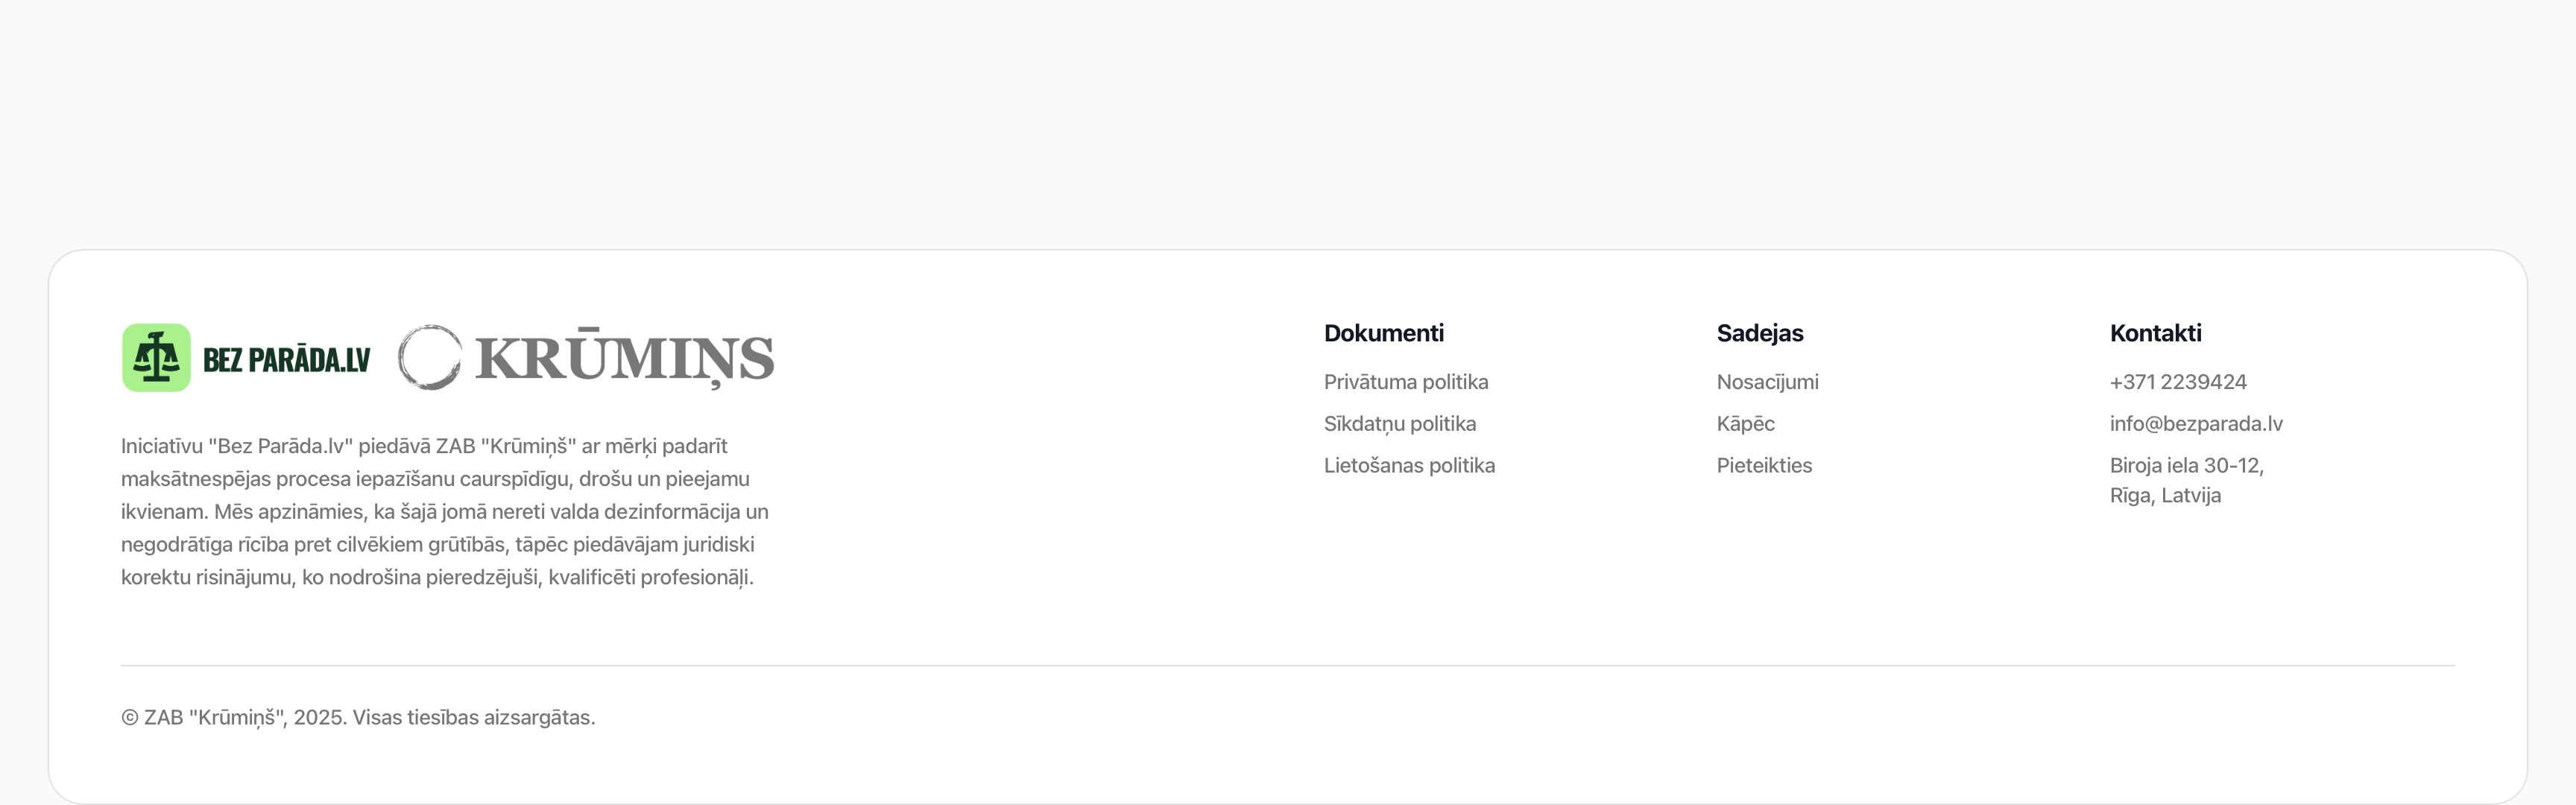 BEZ PARĀDA.LV
KRŪMIŅS
Iniciatīvu "Bez Parāda.lv" piedāvā ZAB "Krūmiņš" ar mērķi padarīt
maksātnespējas procesa iepazīšanu caurspīdīgu, drošu un pieejamu
ikvienam. Mēs apzināmies, ka šajā jomā nereti valda dezinformācija un
negodrātīga rīcība pret cilvēkiem grūtībās, tāpēc piedāvājam juridiski
korektu risinājumu, ko nodrošina pieredzējuši, kvalificēti profesionāļi.
Dokumenti
Privātuma politika
Sīkdatņu politika
Lietošanas politika
Sadejas
Nosacījumi
Kāpēc
Pieteikties
Kontakti
+371 2239424
info@bezparada.lv
Biroja iela 30-12,
Rīga, Latvija
© ZAB "Krūmiņš", 2025. Visas tiesības aizsargātas.